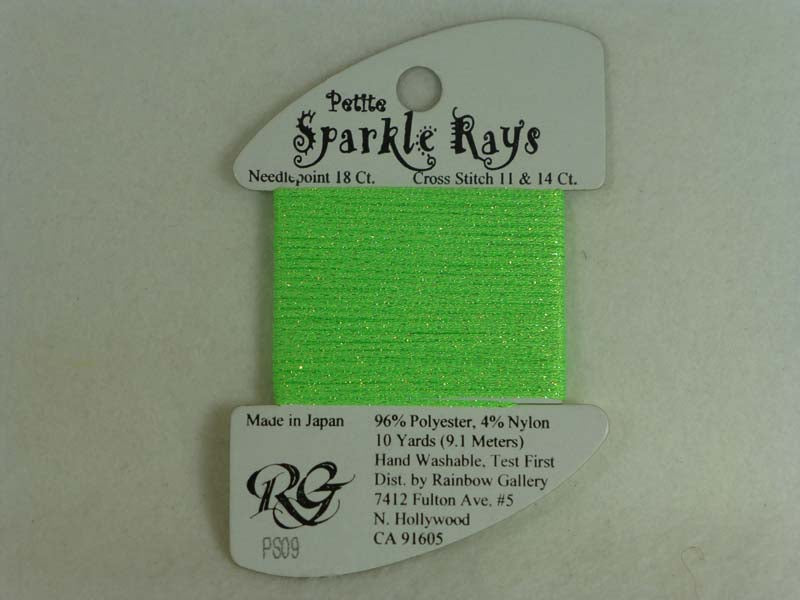 Petite
Sparkle Rays
Needlepoint 18 Ct. Cross Stitch 11 & 14 Ct.
Made in Japan
RG
PS09
96% Polyester, 4% Nylon
10 Yards (9.1 Meters)
Hand Washable, Test First
Dist. by Rainbow Gallery
7412 Fulton Ave. #5
N. Hollywood
CA 91605